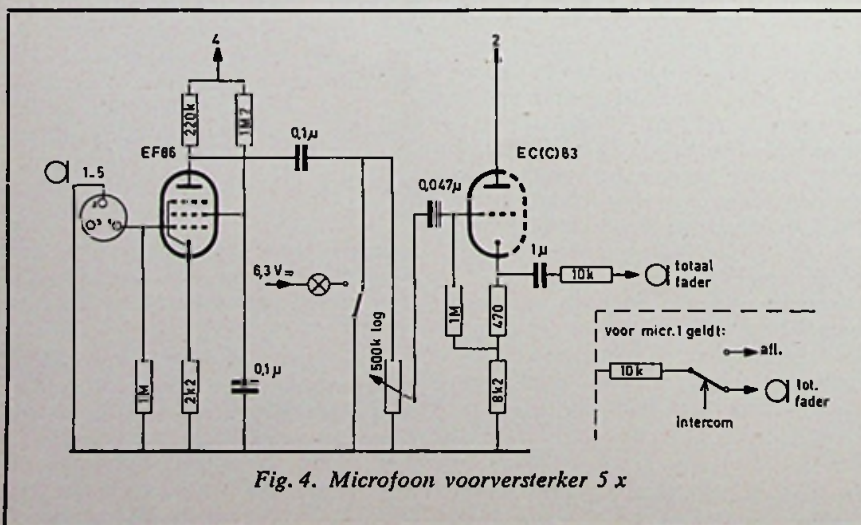 4
2
220k
1M2
0,1µ
EF86
EC(C)83
1-5
0,047µ
6,3 V=
1µ
10k
totaal
fader
500k log
1M
470
1M
2k2
0,1µ
8k2
voor micr.1 geldt:
afl.
10k
tot.
fader
intercom
Fig. 4. Microfoon voorversterker 5 x